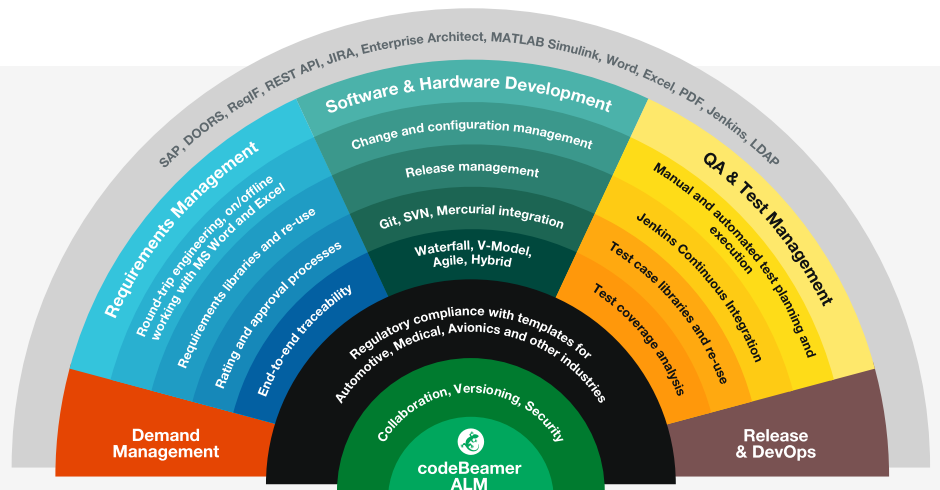 SAP, DOORS, ReqIF, REST API, JIRA, Enterprise Architect, MATLAB Simulink, Word, Excel, PDF, Jenkins, LDAP
Requirements Management
Round-trip engineering, on/offline
working with MS Word and Excel
Requirements libraries and re-use
Rating and approval processes
End-to-end traceability
Software & Hardware Development
Change and configuration management
Release management
Git, SVN, Mercurial integration
Waterfall, V-Model,
Agile, Hybrid
QA & Test Management
Manual and automated test planning and
execution
Jenkins Continuous Integration
Test case libraries and re-use
Test coverage analysis
Regulatory compliance with templates for
Automotive, Medical, Avionics and other industries
Collaboration, Versioning, Security
Demand
Management
codeBeamer
ALM
Release
& DevOps